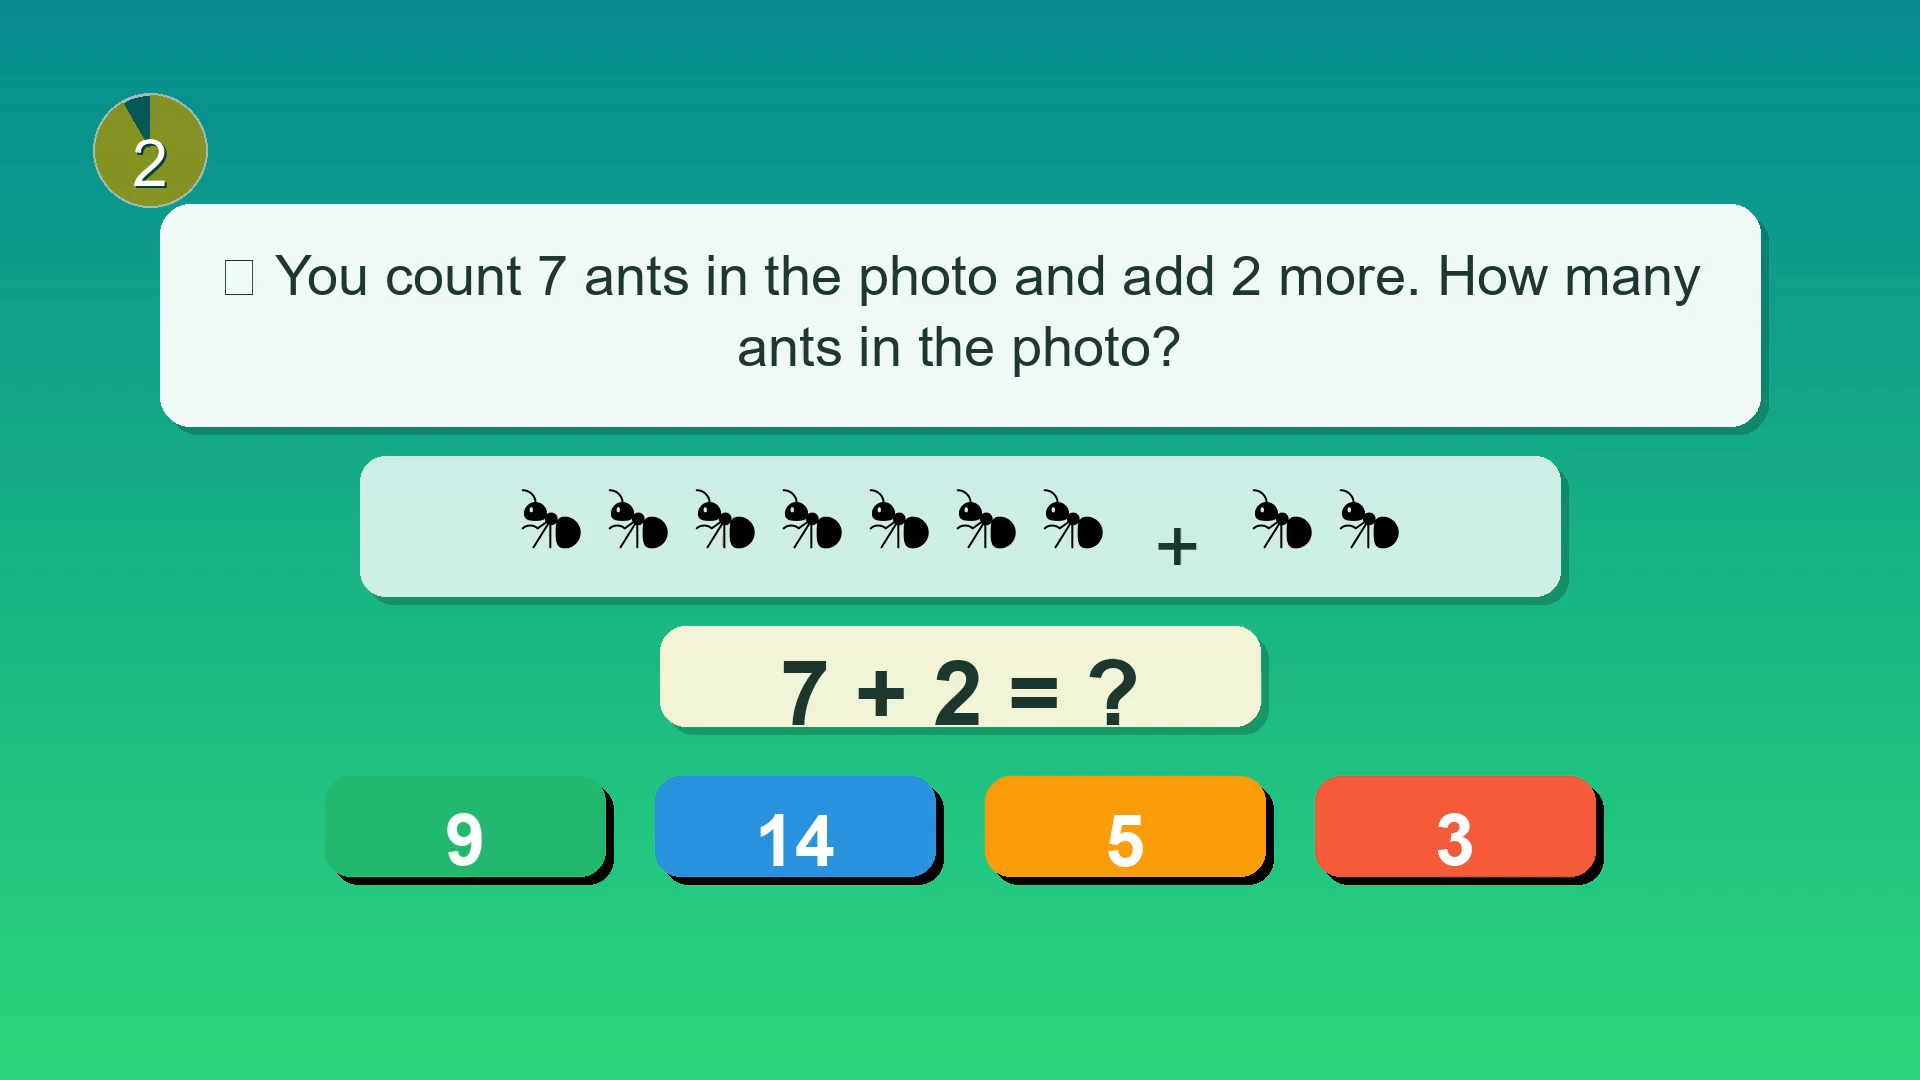 2
You count 7 ants in the photo and add 2 more. How many
ants in the photo?
+
7 + 2 = ?
9 14 5 3